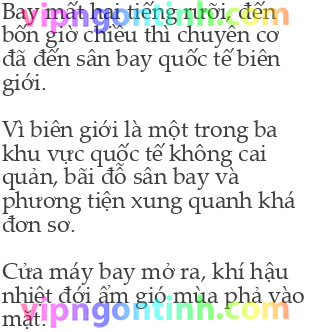 Bay mất hai tiếng rưỡi, đến
bốn giờ chiều thì chuyên cơ
đã đến sân bay quốc tế biên
giới.
Vì biên giới là một trong ba
khu vực quốc tế không cai
quản, bãi đỗ sân bay và
phương tiện xung quanh khá
đơn sơ.
Cửa máy bay mở ra, khí hậu
nhiệt đới ẩm gió mùa phả vào
mặt.
vipngontinh.com
vipngontinh.com